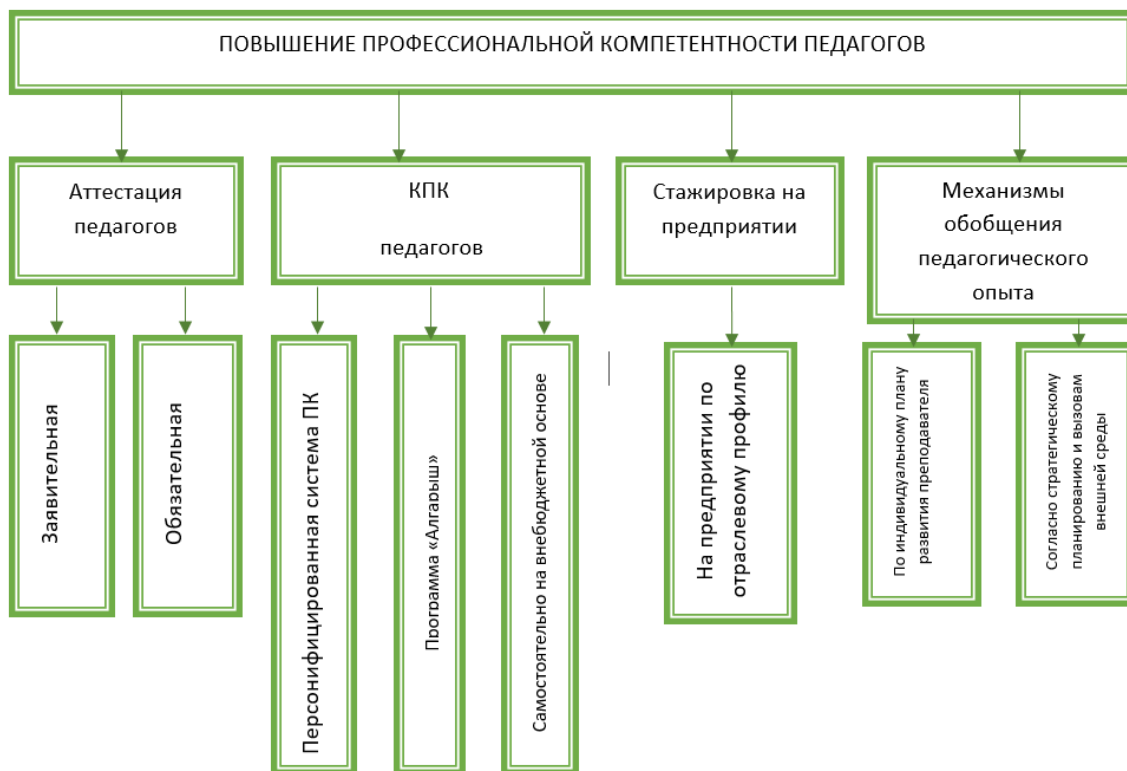 ПОВЫШЕНИЕ ПРОФЕССИОНАЛЬНОЙ КОМПЕТЕНТНОСТИ ПЕДАГОГОВ
Аттестация
педагогов
КПК
педагогов
Стажировка на
предприятии
Механизмы
обобщения
педагогического
опыта
Заявительная
Обязательная
Персонифицированная система ПК
Программа «Алгарыш»
Самостоятельно на внебюджетной основе
На предприятии по
отраслевому профилю
По индивидуальному плану
развития преподавателя
Согласно стратегическому
планированию и вызовам
внешней среды